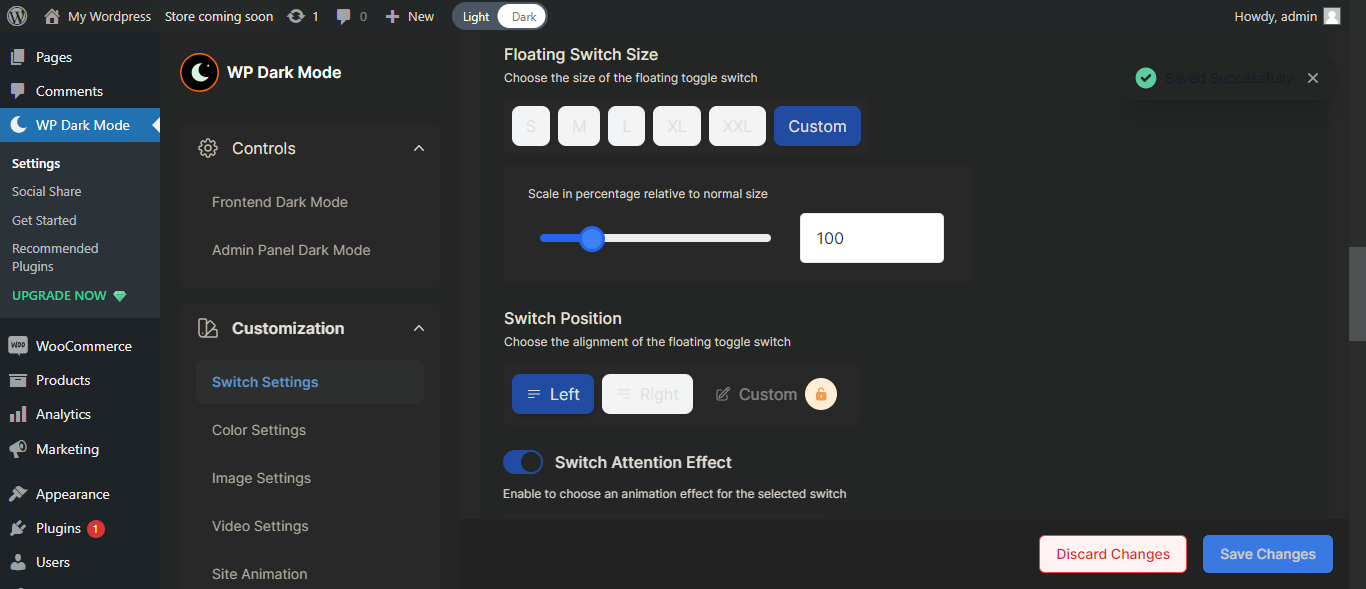 My Wordpress
Store coming soon
1
0
New
Light
Dark
Howdy, admin
Pages
Comments
WP Dark Mode
Settings
Social Share
Get Started
Recommended
Plugins
UPGRADE NOW
WOO
WooCommerce
Products
Analytics
Marketing
Appearance
Plugins 1
Users
WP Dark Mode
Controls
Frontend Dark Mode
Admin Panel Dark Mode
Customization
Switch Settings
Color Settings
Image Settings
Video Settings
Site Animation
Floating Switch Size
Choose the size of the floating toggle switch
S
M
L
XL
XXL
Custom
Scale in percentage relative to normal size
100
Switch Position
Choose the alignment of the floating toggle switch
Left
Right
Custom
Switch Attention Effect
Enable to choose an animation effect for the selected switch
Saved Successfully
Discard Changes
Save Changes